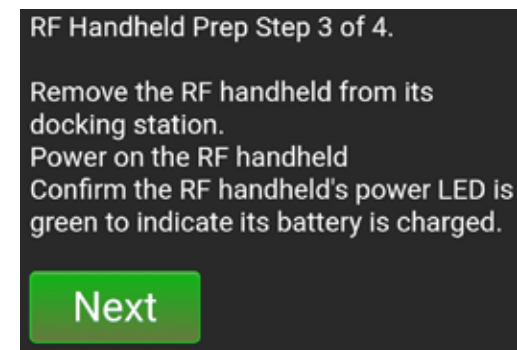 RF Handheld Prep Step 3 of 4.
Remove the RF handheld from its
docking station.
Power on the RF handheld
Confirm the RF handheld's power LED is
green to indicate its battery is charged.
Next